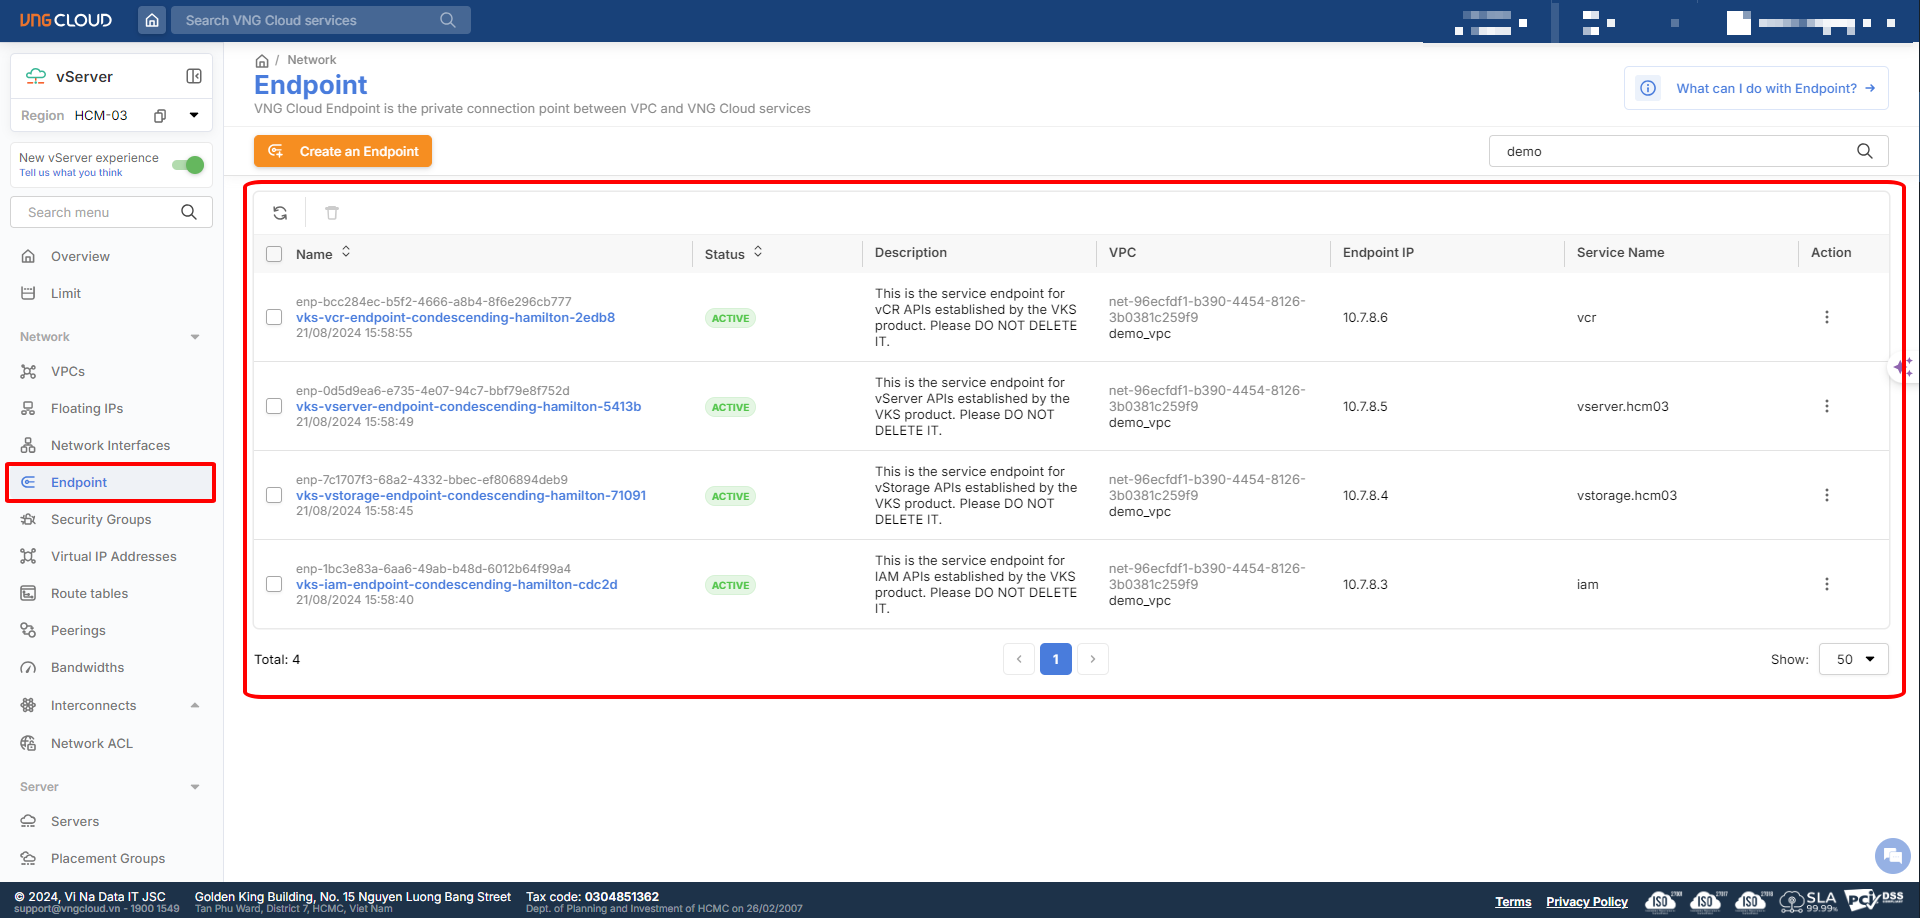 VNG CLOUD
Search VNG Cloud services
vServer
Region HCM-03
New vServer experience
Tell us what you think
Search menu
Overview
Limit
Network
VPCs
Floating IPs
Network Interfaces
Endpoint
Security Groups
Virtual IP Addresses
Route tables
Peerings
Bandwidths
Interconnects
Network ACL
Server
Servers
Placement Groups
/ Network
Endpoint
VNG Cloud Endpoint is the private connection point between VPC and VNG Cloud services
What can I do with Endpoint?
Create an Endpoint
demo
Name Status Description VPC Endpoint IP Service Name Action
enp-bcc284ec-b5f2-4666-a8b4-8f6e296cb777
vks-vcr-endpoint-condescending-hamilton-2edb8
21/08/2024 15:58:55
ACTIVE
This is the service endpoint for
vCR APIs established by the VKS
product. Please DO NOT DELETE
IT.
net-96ecfdf1-b390-4454-8126-
3b0381c259f9
demo_vpc
10.7.8.6
vcr
enp-0d5d9ea6-e735-4e07-94c7-bbf79e8f752d
vks-vserver-endpoint-condescending-hamilton-5413b
21/08/2024 15:58:49
ACTIVE
This is the service endpoint for
vServer APIs established by the
VKS product. Please DO NOT
DELETE IT.
net-96ecfdf1-b390-4454-8126-
3b0381c259f9
demo_vpc
10.7.8.5
vserver.hcm03
enp-7c1707f3-68a2-4332-bbec-ef806894deb9
vks-vstorage-endpoint-condescending-hamilton-71091
21/08/2024 15:58:45
ACTIVE
This is the service endpoint for
vStorage APIs established by the
VKS product. Please DO NOT
DELETE IT.
net-96ecfdf1-b390-4454-8126-
3b0381c259f9
demo_vpc
10.7.8.4
vstorage.hcm03
enp-1bc3e83a-6aa6-49ab-b48d-6012b64f99a4
vks-iam-endpoint-condescending-hamilton-cdc2d
21/08/2024 15:58:40
ACTIVE
This is the service endpoint for
IAM APIs established by the VKS
product. Please DO NOT DELETE
IT.
net-96ecfdf1-b390-4454-8126-
3b0381c259f9
demo_vpc
10.7.8.3
iam
Total: 4
1
Show: 50
© 2024, Vi Na Data IT JSC
support@vngcloud.vn - 1900 1549
Golden King Building, No. 15 Nguyen Luong Bang Street
Tan Phu Ward, District 7, HCMC, Viet Nam
Tax code: 0304851362
Dept. of Planning and Investment of HCMC on 26/02/2007
Terms
Privacy Policy
ISO
ISO
ISO
SLA
99.99%
PCI DSS